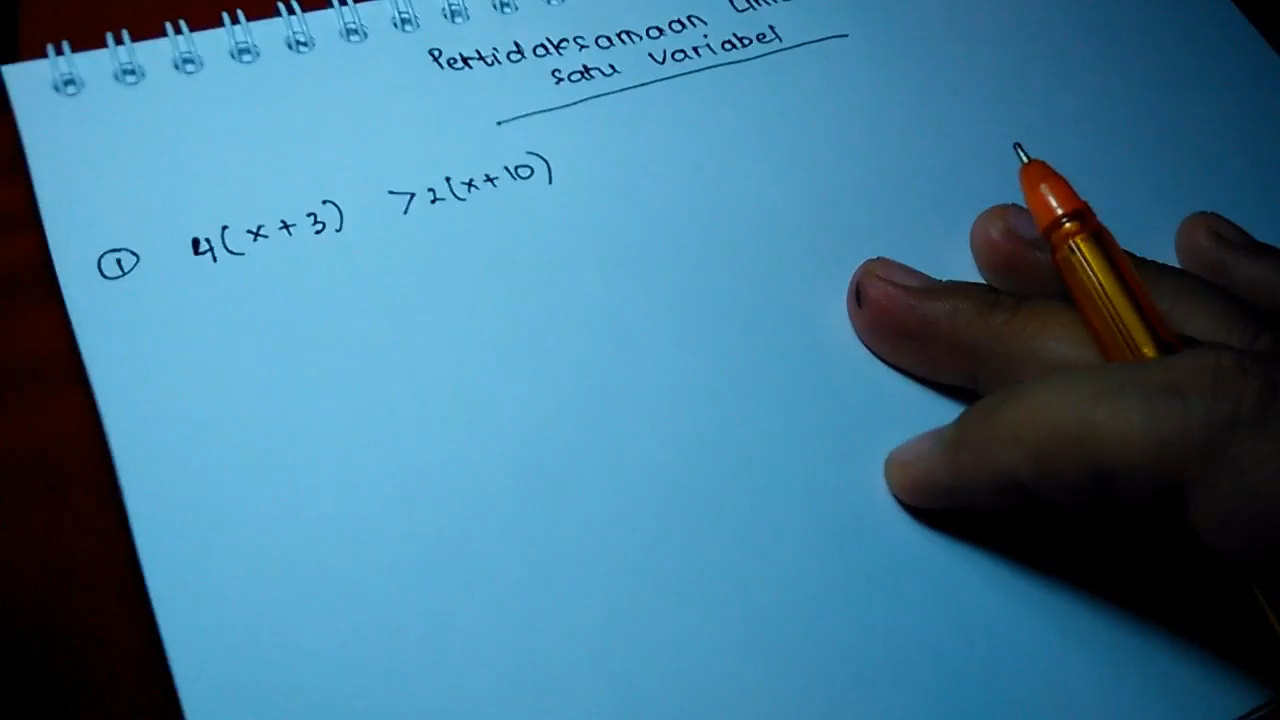 Pertidaksamaan
satu variabel
① 4(x+3) >2(x+10)